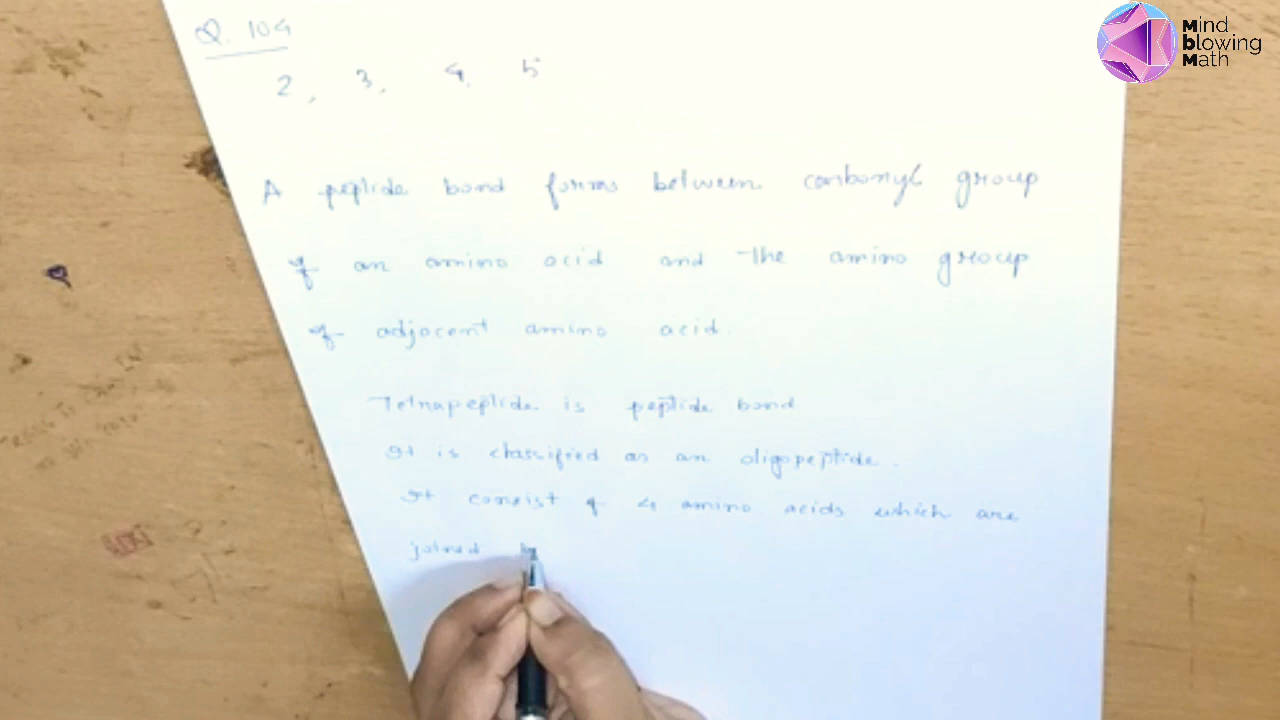 Q. 104
2, 3, 4, 5
A peptide bond forms between carbonyl group
of an amino acid and the amino group
of adjacent amino acid.
Tetrapeptide is peptide bond
It is classified as an oligopeptide.
It consist of 4 amino acids which are
joined
Mind
blowing
Math